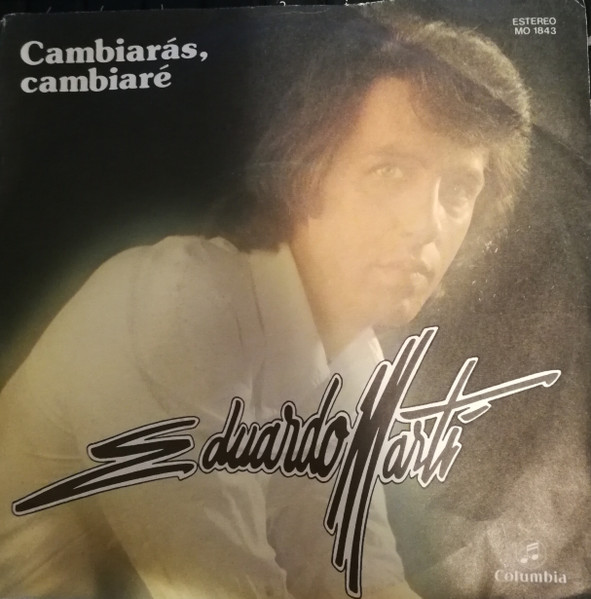 Cambiarás,
cambiaré
ESTEREO
MO 1843
Eduardo Martí
Columbia